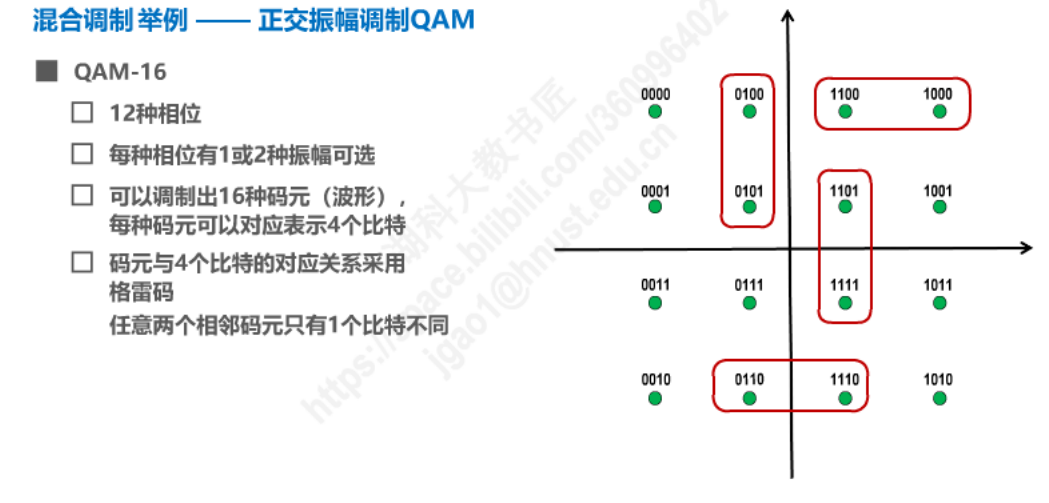 混合调制 举例 —— 正交振幅调制QAM
QAM-16
12种相位
每种相位有1或2种振幅可选
可以调制出16种码元（波形），
每种码元可以对应表示4个比特
码元与4个比特的对应关系采用
格雷码
任意两个相邻码元只有1个比特不同
0000 0100 1100 1000
0001 0101 1101 1001
0011 0111 1111 1011
0010 0110 1110 1010
湖科大教书匠
https://space.bilibili.com/360996402
jgao1@hnust.edu.cn